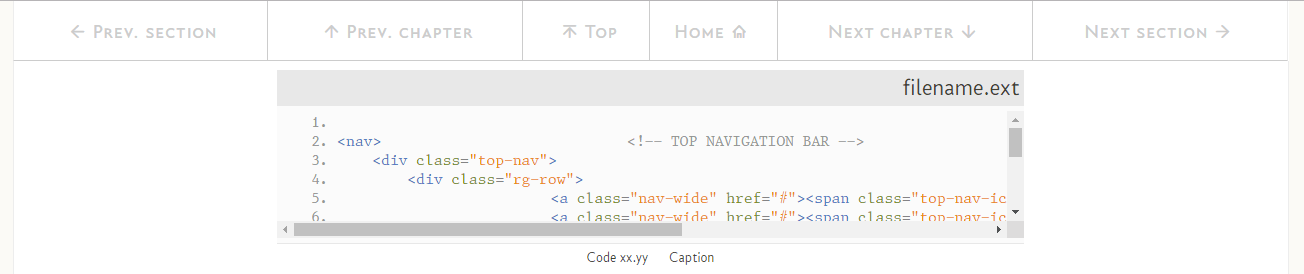 ← Prev. section ↑ Prev. chapter Top Home Next chapter ↓ Next section →
filename.ext
1.
2. <nav> <!-- TOP NAVIGATION BAR -->
3. <div class="top-nav">
4. <div class="rg-row">
5. <a class="nav-wide" href="#"><span class="top-nav-ic
6. <a class="nav-wide" href="#"><span class="top-nav-ic
Code xx.yy Caption